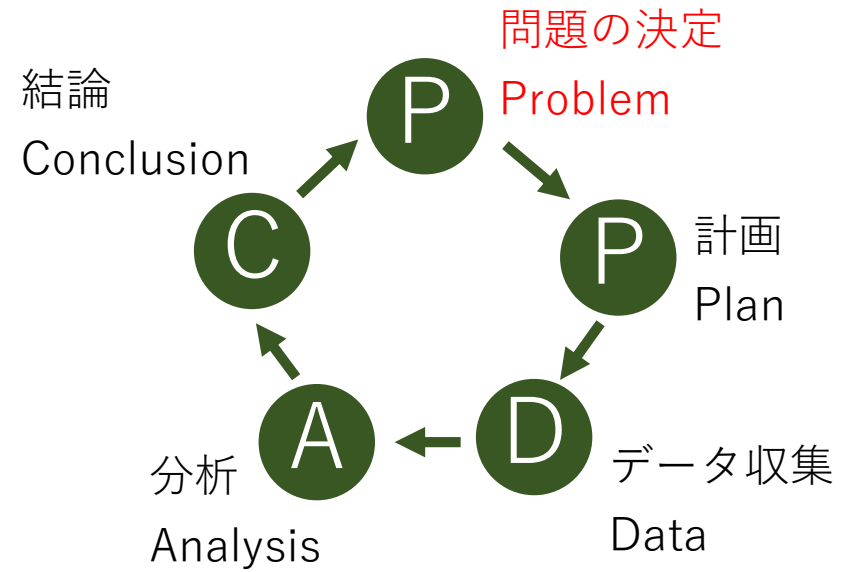 P
問題の決定
Problem
P
計画
Plan
D
データ収集
Data
A
分析
Analysis
C
結論
Conclusion